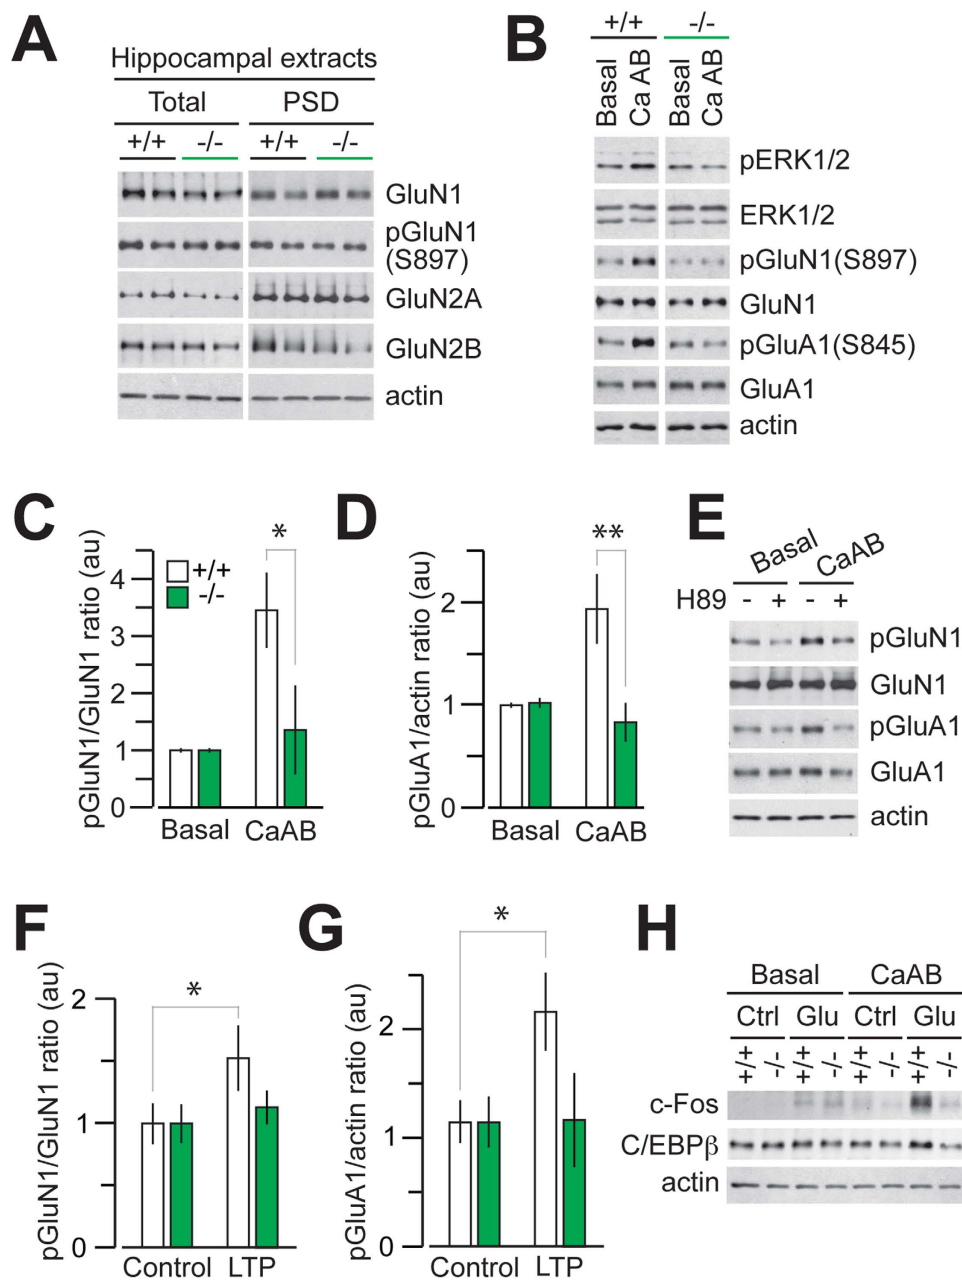 A
Hippocampal extracts
Total PSD
+/+ -/- +/+ -/-
GluN1
pGluN1
(S897)
GluN2A
GluN2B
actin
B
+/+ -/-
Basal Ca AB Basal Ca AB
pERK1/2
ERK1/2
pGluN1(S897)
GluN1
pGluA1(S845)
GluA1
actin
C
pGluN1/GluN1 ratio (au)
*
+/+
-/-
4
3
2
1
0
Basal CaAB
D
pGluA1/actin ratio (au)
**
2
1
0
Basal CaAB
E
Basal CaAB
H89 - + - +
pGluN1
GluN1
pGluA1
GluA1
actin
F
pGluN1/GluN1 ratio (au)
*
2
1
0
Control LTP
G
pGluA1/actin ratio (au)
*
2
1
0
Control LTP
H
Basal CaAB
Ctrl Glu Ctrl Glu
+/+ -/- +/+ -/- +/+ -/- +/+ -/-
c-Fos
C/EBPβ
actin